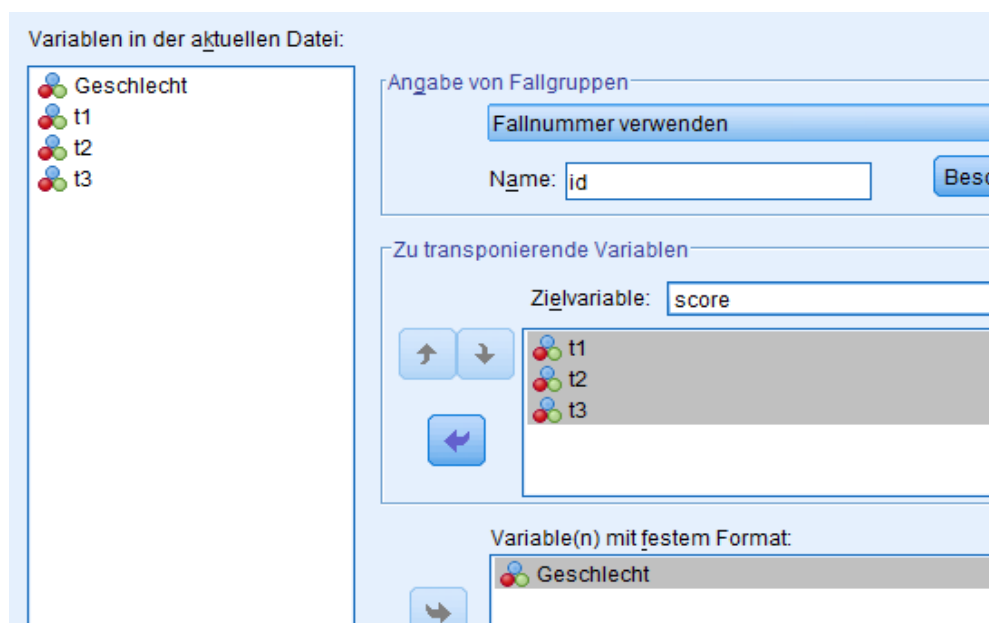 Variablen in der aktuellen Datei:
Geschlecht
t1
t2
t3
Angabe von Fallgruppen
Fallnummer verwenden
Name: id
Zu transponierende Variablen
Zielvariable: score
t1
t2
t3
Variable(n) mit festem Format:
Geschlecht